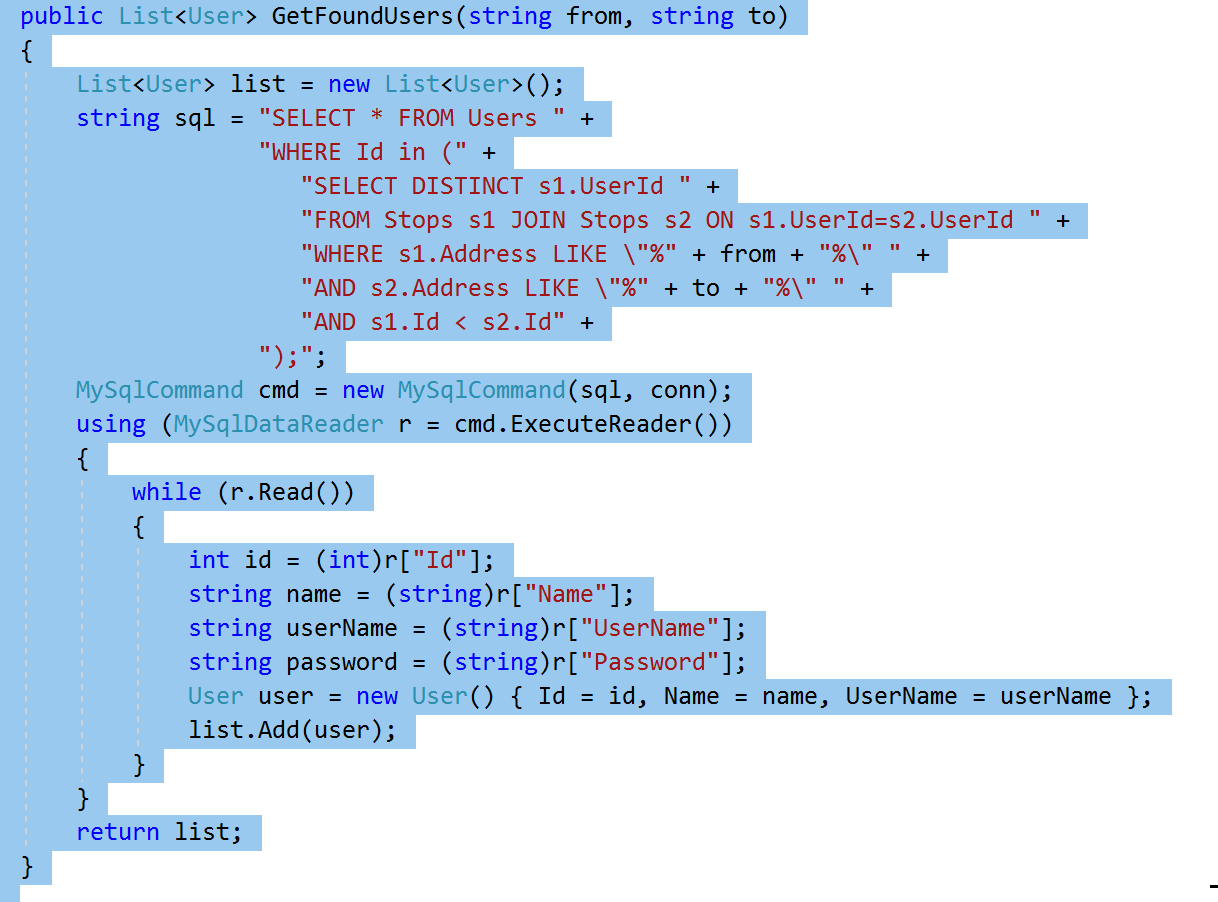 public List<User> GetFoundUsers(string from, string to)
{
    List<User> list = new List<User>();
    string sql = "SELECT * FROM Users " +
                 "WHERE Id in (" +
                    "SELECT DISTINCT s1.UserId " +
                    "FROM Stops s1 JOIN Stops s2 ON s1.UserId=s2.UserId " +
                    "WHERE s1.Address LIKE \"%" + from + "%\" " +
                    "AND s2.Address LIKE \"%" + to + "%\" " +
                    "AND s1.Id < s2.Id" +
                 ");";
    MySqlCommand cmd = new MySqlCommand(sql, conn);
    using (MySqlDataReader r = cmd.ExecuteReader())
    {
        while (r.Read())
        {
            int id = (int)r["Id"];
            string name = (string)r["Name"];
            string userName = (string)r["UserName"];
            string password = (string)r["Password"];
            User user = new User() { Id = id, Name = name, UserName = userName };
            list.Add(user);
        }
    }
    return list;
}
-